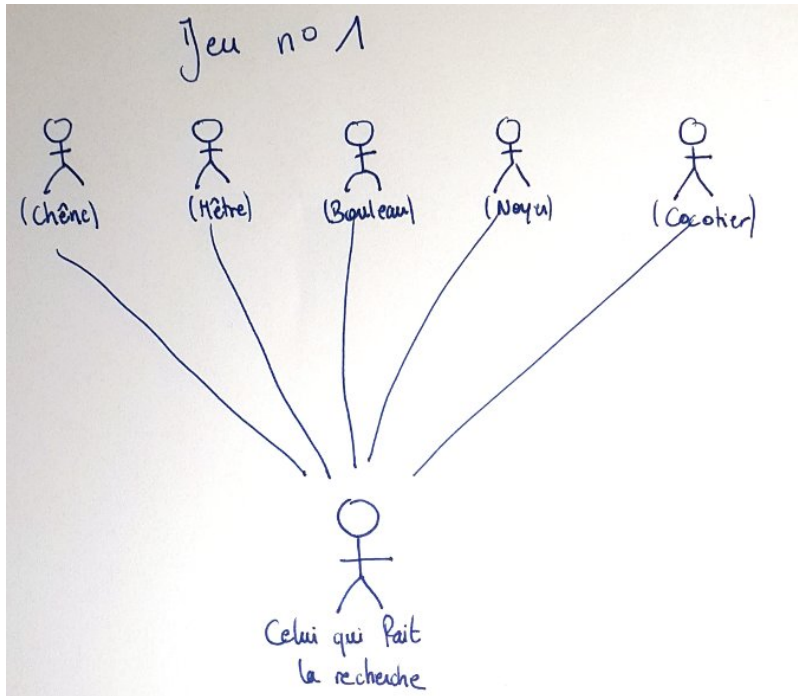 Jeu n° 1
(Chêne) (Hêtre) (Bouleau) (Noyer) (Cocotier)
Celui qui fait
la recherche